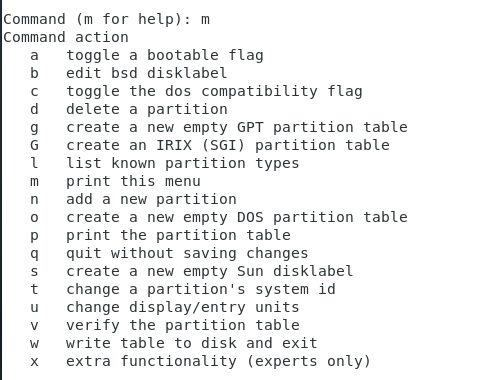 Command (m for help): m
Command action
a   toggle a bootable flag
b   edit bsd disklabel
c   toggle the dos compatibility flag
d   delete a partition
g   create a new empty GPT partition table
G   create an IRIX (SGI) partition table
l   list known partition types
m   print this menu
n   add a new partition
o   create a new empty DOS partition table
p   print the partition table
q   quit without saving changes
s   create a new empty Sun disklabel
t   change a partition's system id
u   change display/entry units
v   verify the partition table
w   write table to disk and exit
x   extra functionality (experts only)